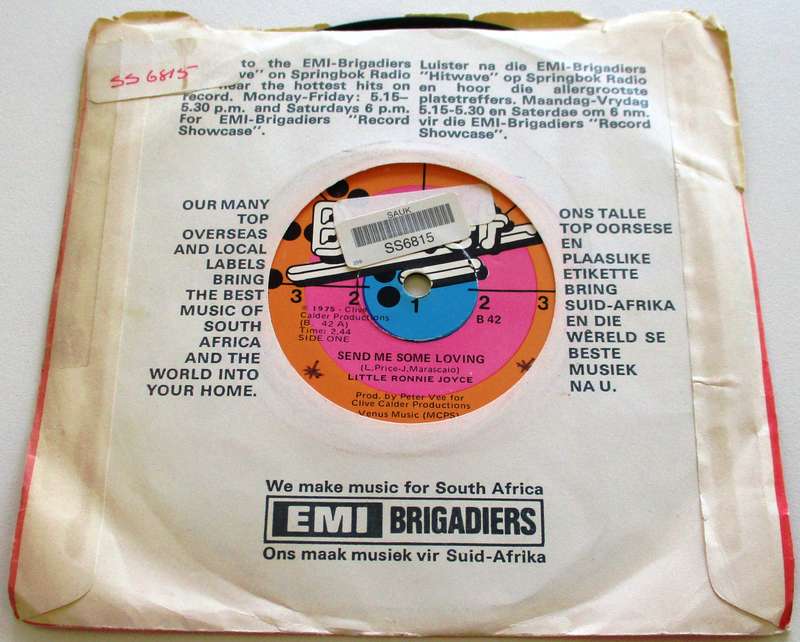 SS 6815
to the EMI-Brigadiers
ve" on Springbok Radio
hear the hottest hits on
record. Monday-Friday: 5.15–
5.30 p.m. and Saturdays 6 p.m.
For EMI-Brigadiers "Record
Showcase".
Luister na die EMI-Brigadiers
"Hitwave" op Springbok Radio
en hoor die allergrootste
platetreffers. Maandag-Vrydag
5.15-5.30 en Saterdae om 6 nm.
vir die EMI-Brigadiers "Record
Showcase".
OUR MANY
TOP
OVERSEAS
AND LOCAL
LABELS
BRING
THE BEST
MUSIC OF
SOUTH
AFRICA
AND THE
WORLD INTO
YOUR HOME.
SAUK
SS6815
3 2 1 2 3
℗ 1975 - Clive
Calder Productions
(B 42 A)
Time: 2.44
SIDE ONE
B 42
SEND ME SOME LOVING
(L.Price-J.Marascaio)
LITTLE RONNIE JOYCE
Prod. by Peter Vee for
Clive Calder Productions
Venus Music (MCPS)
ONS TALLE
TOP OORSESE
EN
PLAASLIKE
ETIKETTE
BRING
SUID-AFRIKA
EN DIE
WÊRELD SE
BESTE
MUSIEK
NA U.
We make music for South Africa
EMI BRIGADIERS
Ons maak musiek vir Suid-Afrika